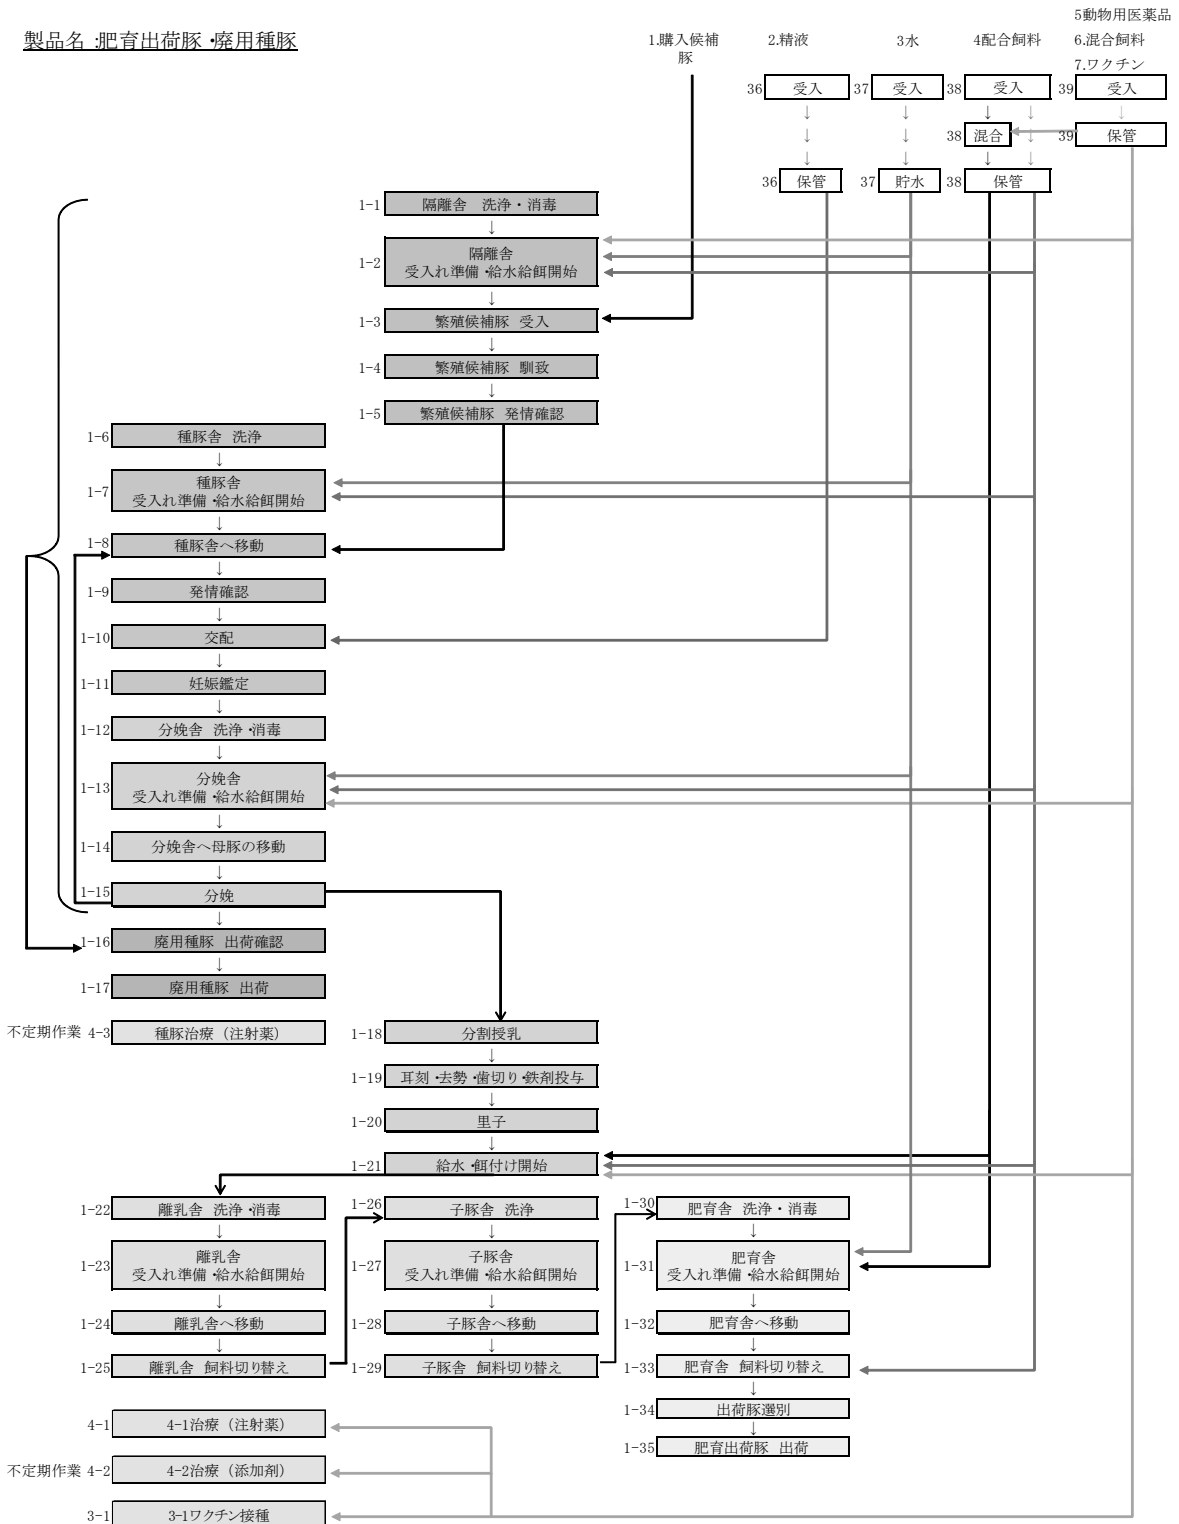 製品名 :肥育出荷豚・廃用種豚
1.購入候補
豚
2.精液
3水
4配合飼料
5動物用医薬品
6.混合飼料
7.ワクチン
36 受入
37 受入
38 受入
39 受入
38 混合
39 保管
36 保管
37 貯水
38 保管
1-1 隔離舎 洗浄・消毒
1-2 隔離舎
受入れ準備・給水給餌開始
1-3 繁殖候補豚 受入
1-4 繁殖候補豚 馴致
1-5 繁殖候補豚 発情確認
1-6 種豚舎 洗浄
1-7 種豚舎
受入れ準備・給水給餌開始
1-8 種豚舎へ移動
1-9 発情確認
1-10 交配
1-11 妊娠鑑定
1-12 分娩舎 洗浄・消毒
1-13 分娩舎
受入れ準備・給水給餌開始
1-14 分娩舎へ母豚の移動
1-15 分娩
1-16 廃用種豚 出荷確認
1-17 廃用種豚 出荷
不定期作業 4-3 種豚治療（注射薬）
1-18 分割授乳
1-19 耳刻・去勢・歯切り・鉄剤投与
1-20 里子
1-21 給水・餌付け開始
1-22 離乳舎 洗浄・消毒
1-23 離乳舎
受入れ準備・給水給餌開始
1-24 離乳舎へ移動
1-25 離乳舎 飼料切り替え
1-26 子豚舎 洗浄
1-27 子豚舎
受入れ準備・給水給餌開始
1-28 子豚舎へ移動
1-29 子豚舎 飼料切り替え
1-30 肥育舎 洗浄・消毒
1-31 肥育舎
受入れ準備・給水給餌開始
1-32 肥育舎へ移動
1-33 肥育舎 飼料切り替え
1-34 出荷豚選別
1-35 肥育出荷豚 出荷
4-1 4-1治療（注射薬）
不定期作業 4-2 4-2治療（添加剤）
3-1 3-1ワクチン接種